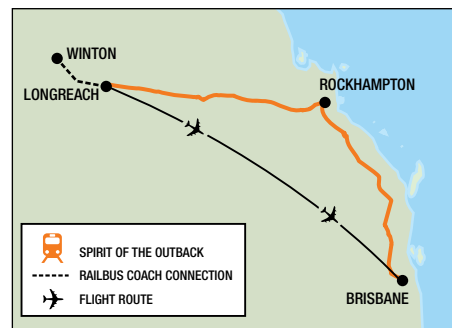 WINTON
LONGREACH
ROCKHAMPTON
SPIRIT OF THE OUTBACK
RAILBUS COACH CONNECTION
FLIGHT ROUTE
BRISBANE